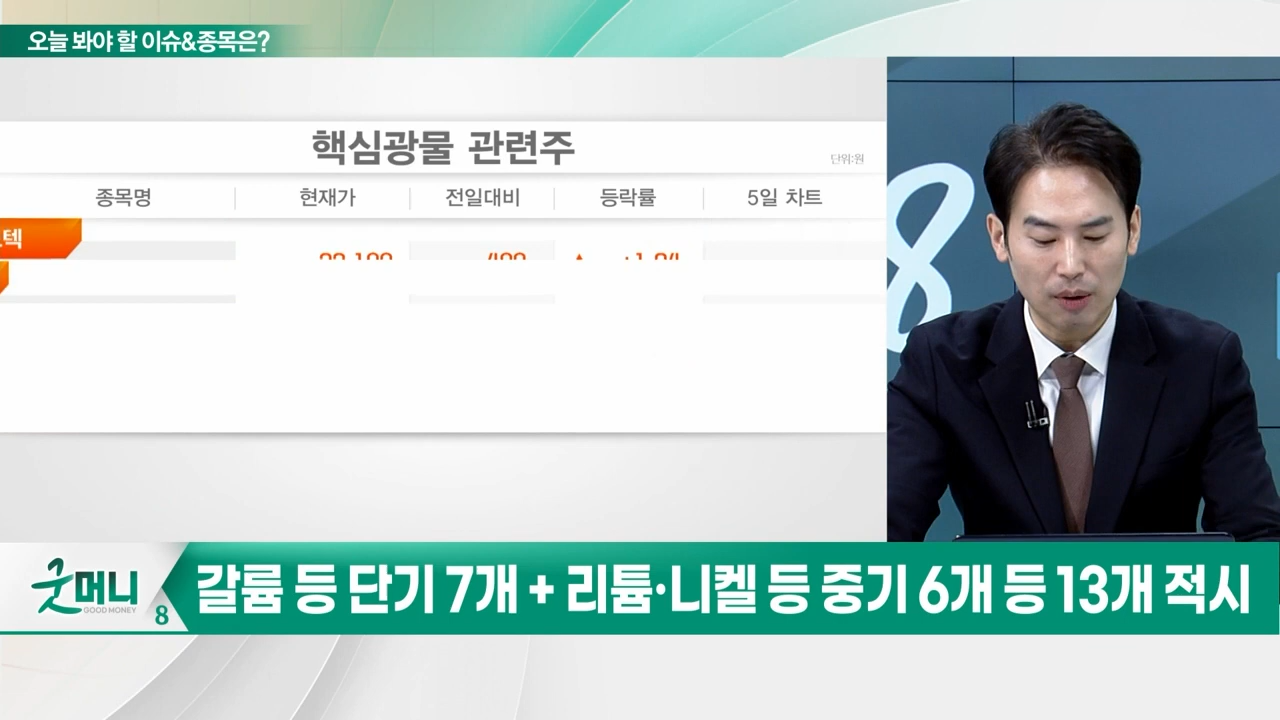 오늘 봐야 할 이슈&종목은?
핵심광물 관련주
단위:원
종목명 현재가 전일대비 등락률 5일 차트
텍
굿머니
GOOD MONEY
8
갈륨 등 단기 7개 + 리튬·니켈 등 중기 6개 등 13개 적시
8